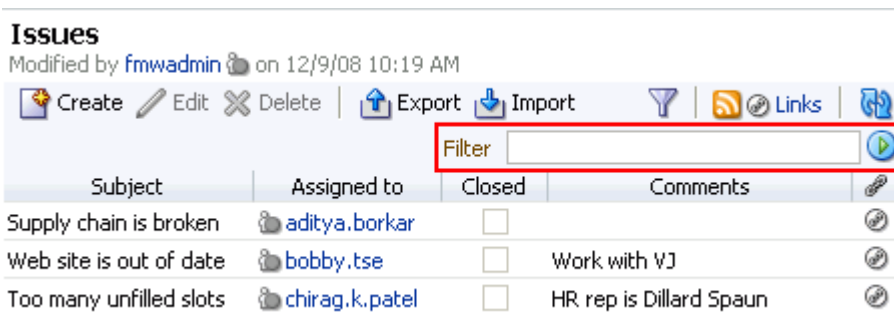 Issues
Modified by fmwadmin on 12/9/08 10:19 AM
Create Edit Delete Export Import Links
Filter
Subject Assigned to Closed Comments
Supply chain is broken aditya.borkar
Web site is out of date bobby.tse Work with VJ
Too many unfilled slots chirag.k.patel HR rep is Dillard Spaun